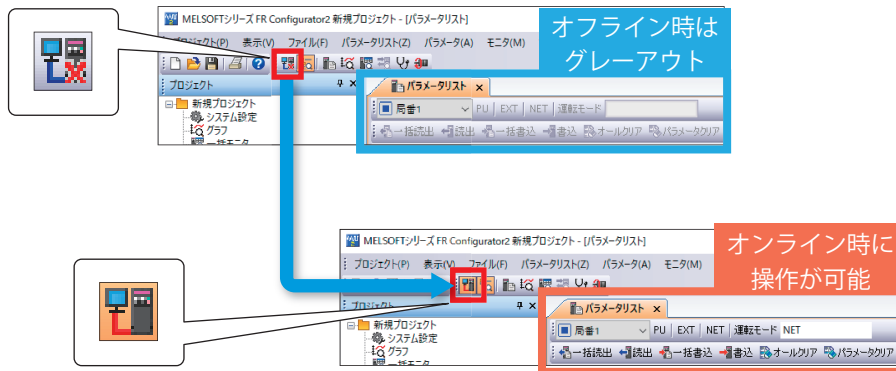 MELSOFTシリーズ FR Configurator2 新規プロジェクト - [パラメータリスト]
プロジェクト(P) 表示(V) ファイル(F) パラメータリスト(Z) パラメータ(A) モニタ(M)
オフライン時は
グレーアウト
プロジェクト
新規プロジェクト
システム設定
グラフ
一括モニタ
パラメータリスト
局番1 PU EXT NET 運転モード
一括読出 読出 一括書込 書込 オールクリア パラメータクリア
MELSOFTシリーズ FR Configurator2 新規プロジェクト - [パラメータリスト]
プロジェクト(P) 表示(V) ファイル(F) パラメータリスト(Z) パラメータ(A) モニタ(M)
オンライン時に
操作が可能
プロジェクト
新規プロジェクト
システム設定
グラフ
一括モニタ
パラメータリスト
局番1 PU EXT NET 運転モード NET
一括読出 読出 一括書込 書込 オールクリア パラメータクリア